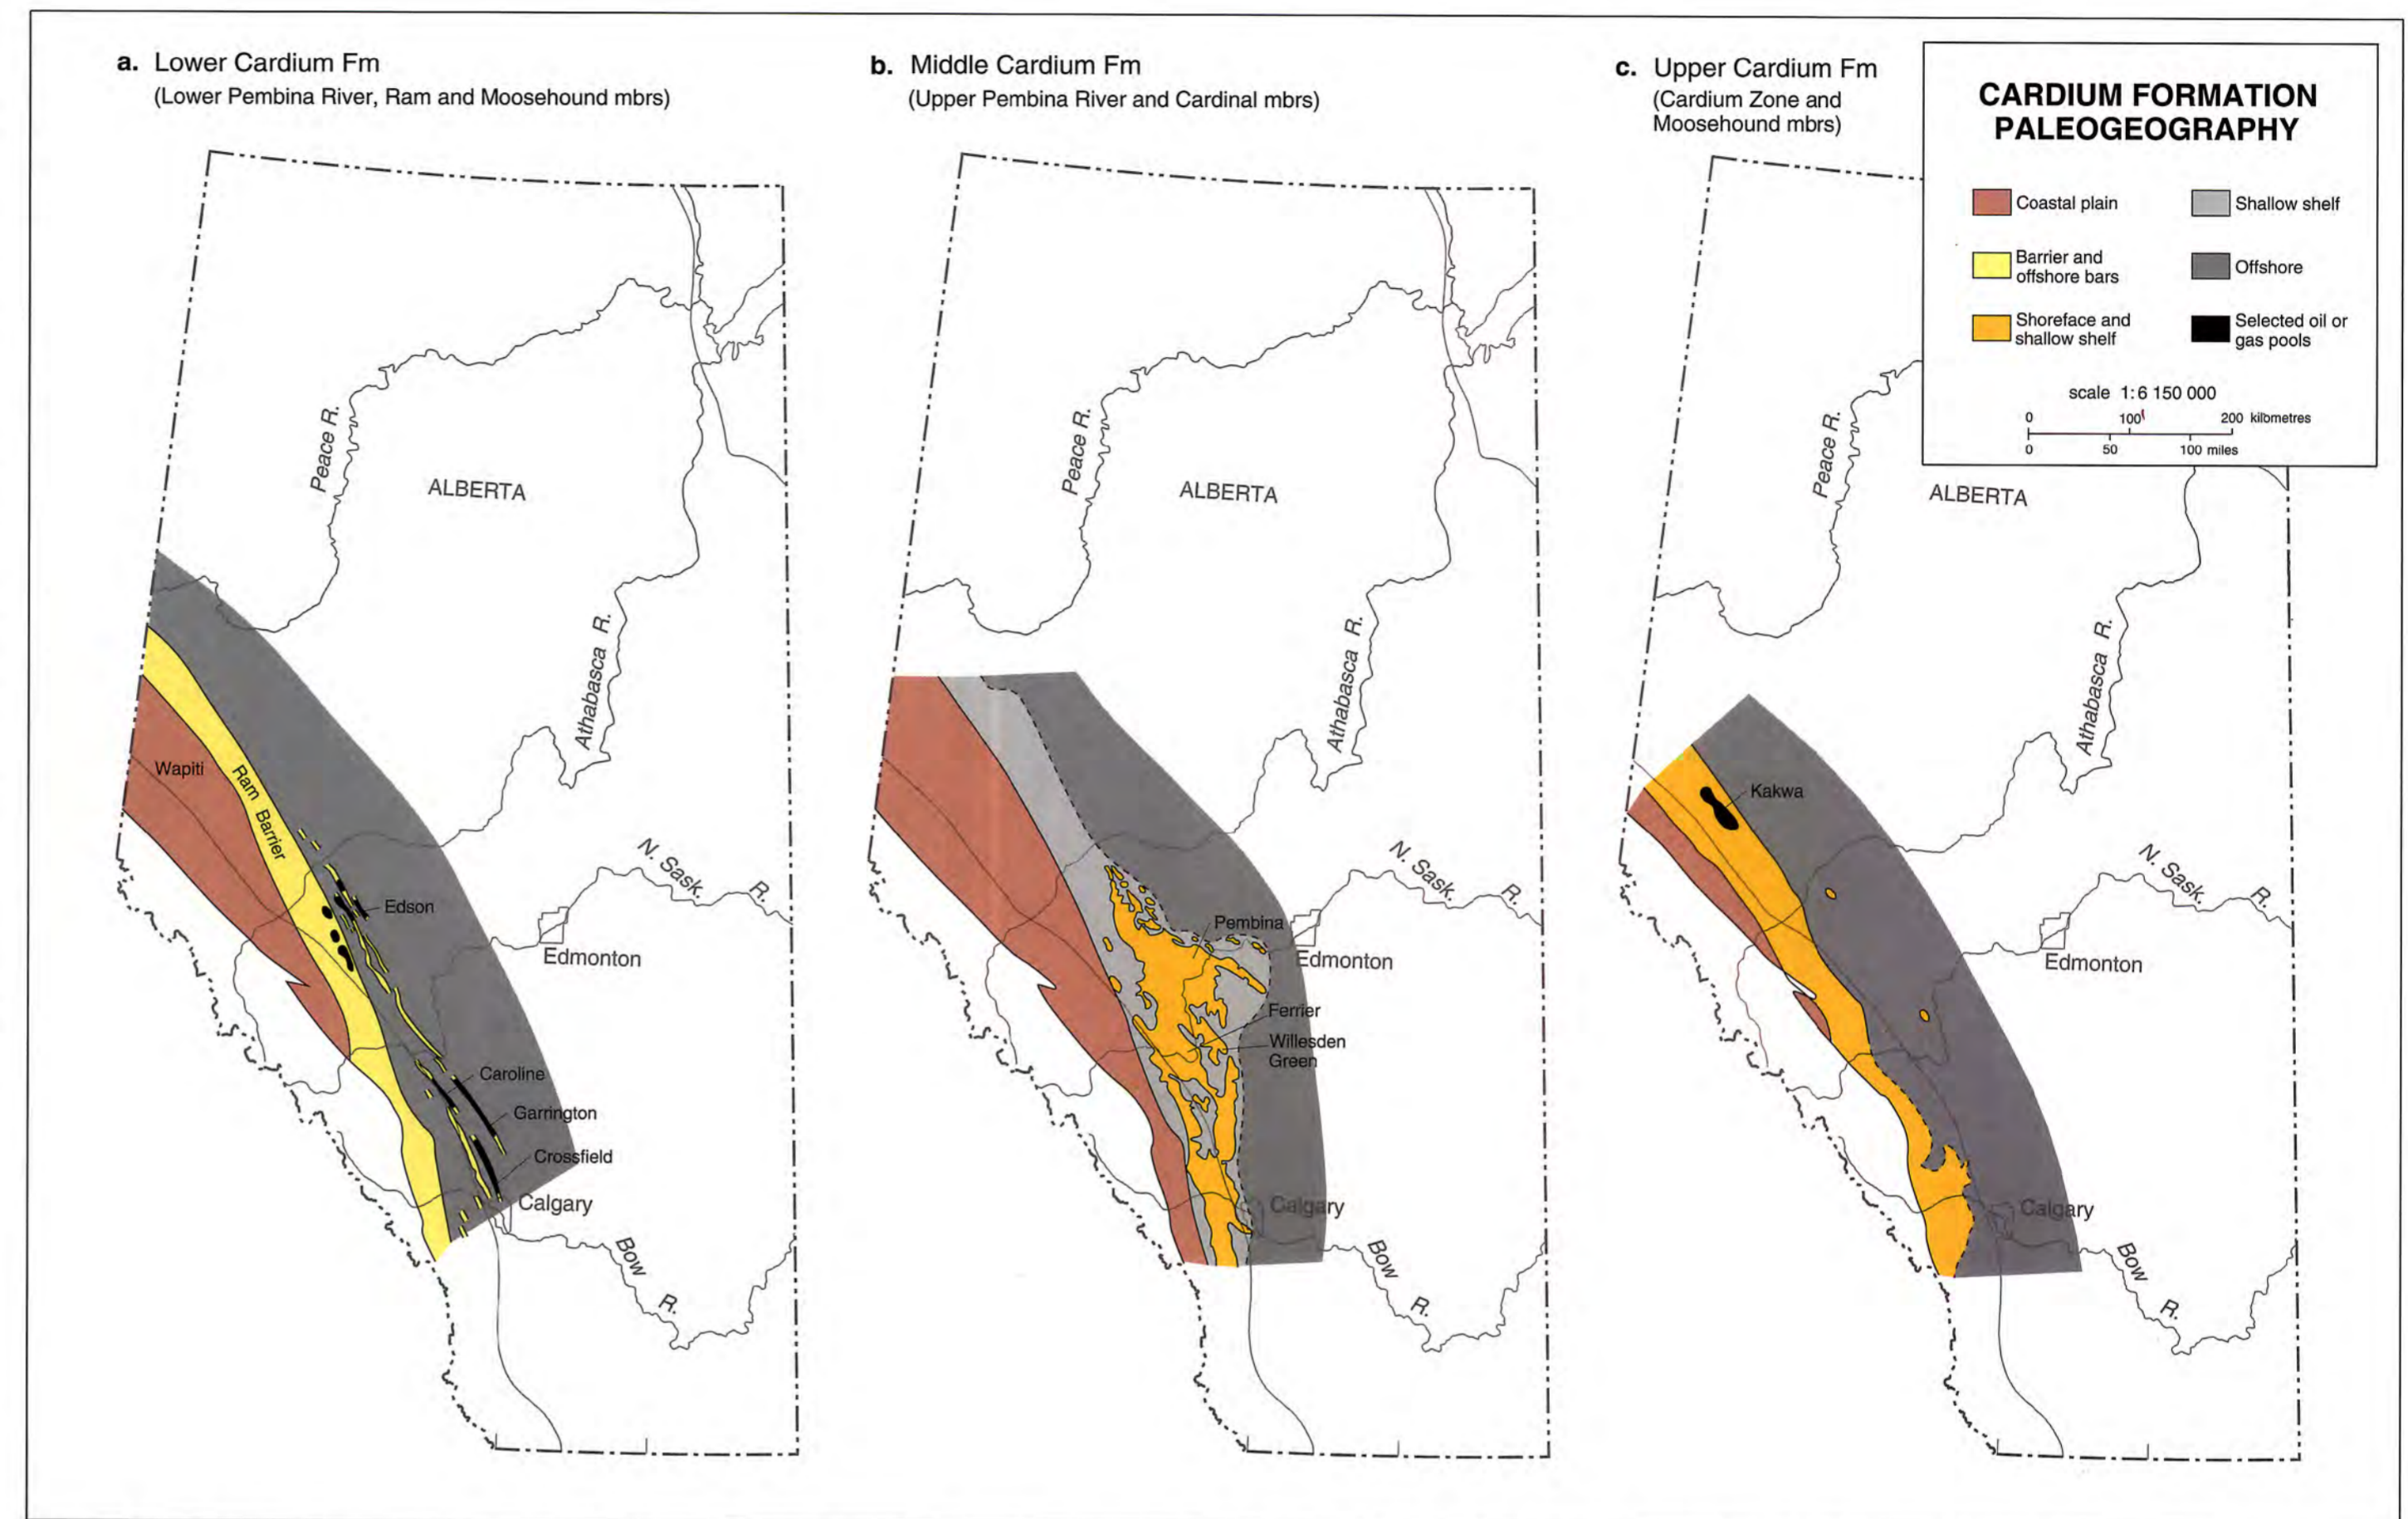 a. Lower Cardium Fm
(Lower Pembina River, Ram and Moosehound mbrs)
Peace R.
ALBERTA
Athabasca R.
Wapiti
Ram Barrier
Edson
N. Sask. R.
Edmonton
Caroline
Garrington
Crossfield
Calgary
Bow R.
b. Middle Cardium Fm
(Upper Pembina River and Cardinal mbrs)
Peace R.
ALBERTA
Athabasca R.
N. Sask. R.
Pembina
Edmonton
Ferrier
Willesden
Green
Calgary
Bow R.
c. Upper Cardium Fm
(Cardium Zone and
Moosehound mbrs)
Peace R.
ALBERTA
Athabasca R.
Kakwa
N. Sask. R.
Edmonton
Calgary
Bow R.
CARDIUM FORMATION
PALEOGEOGRAPHY
Coastal plain
Shallow shelf
Barrier and
offshore bars
Offshore
Shoreface and
shallow shelf
Selected oil or
gas pools
scale 1:6 150 000
0 100 200 kilometres
0 50 100 miles